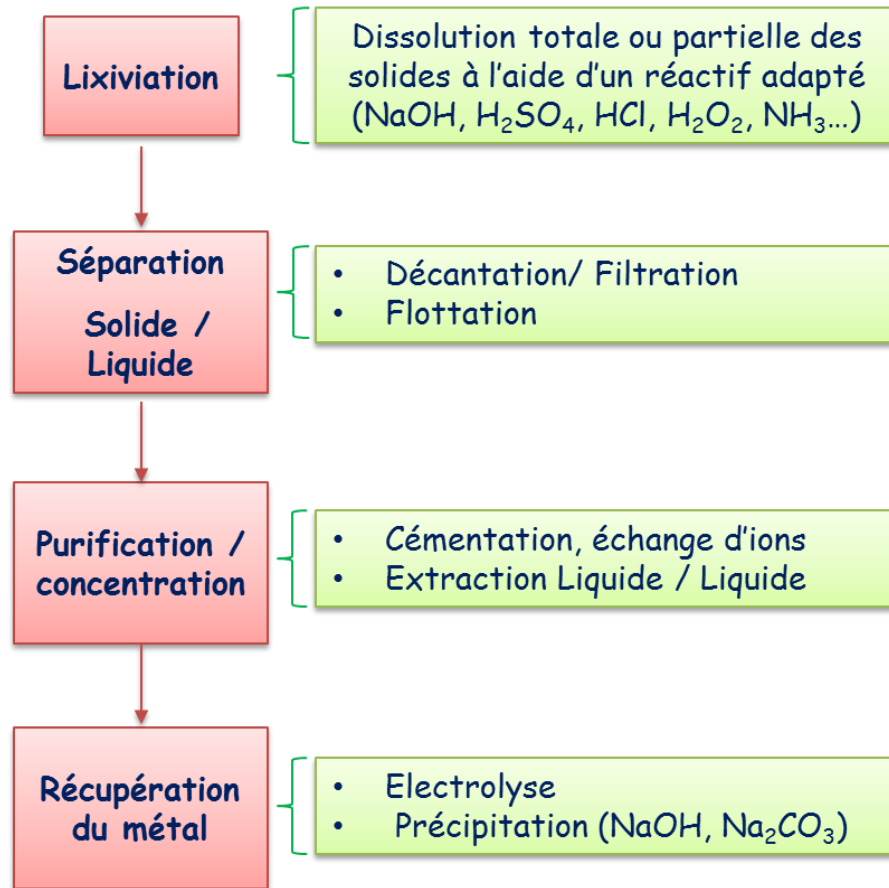 Lixiviation
Dissolution totale ou partielle des
solides à l'aide d'un réactif adapté
(NaOH, H₂SO₄, HCl, H₂O₂, NH₃...)
Séparation
Solide /
Liquide
• Décantation/ Filtration
• Flottation
Purification /
concentration
• Cémentation, échange d'ions
• Extraction Liquide / Liquide
Récupération
du métal
• Electrolyse
• Précipitation (NaOH, Na₂CO₃)